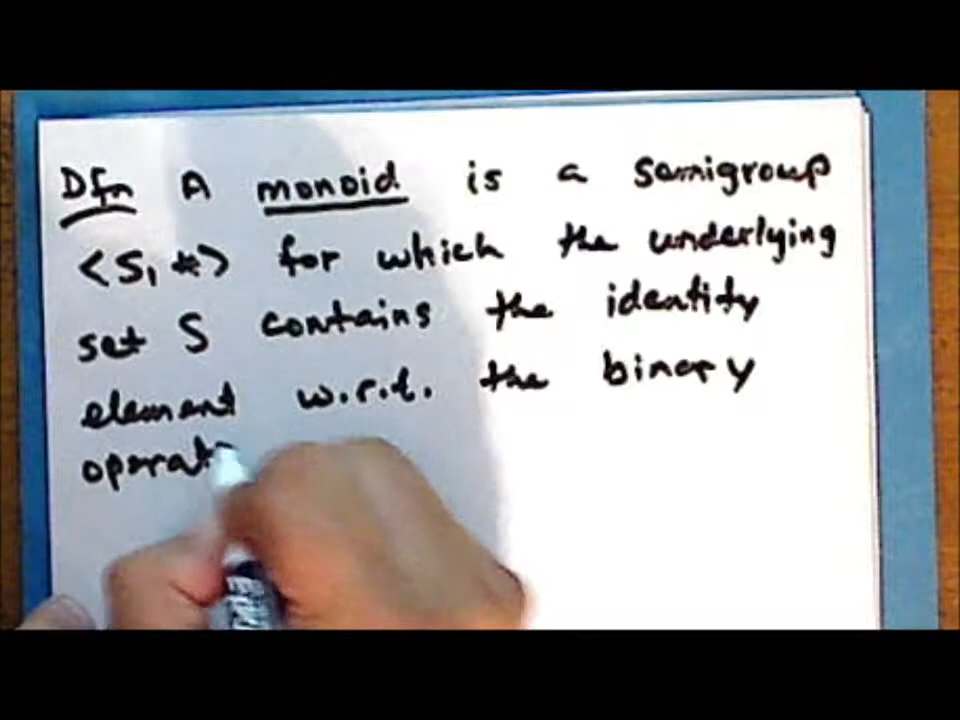 Dfn A monoid is a semigroup
<S, *> for which the underlying
set S contains the identity
element w.r.t. the binary
operat